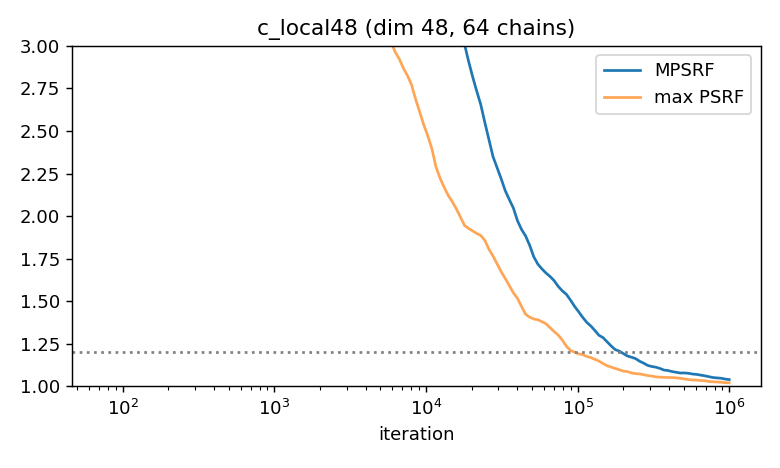 c_local48 (dim 48, 64 chains)
3.00
2.75
2.50
2.25
2.00
1.75
1.50
1.25
1.00
MPSRF
max PSRF
10² 10³ 10⁴ 10⁵ 10⁶
iteration